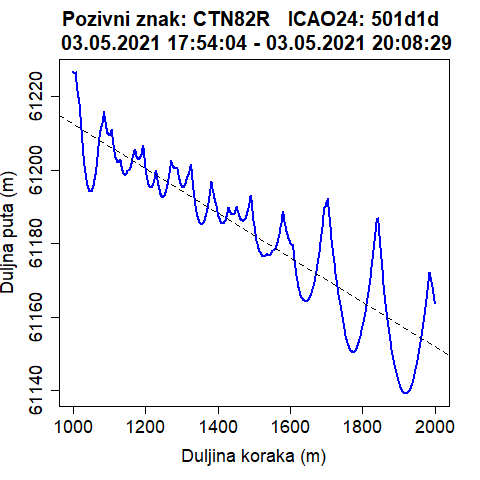 Pozivni znak: CTN82R   ICAO24: 501d1d
03.05.2021 17:54:04 - 03.05.2021 20:08:29
Duljna puta (m)
61220
61200
61180
61160
61140
1000 1200 1400 1600 1800 2000
Duljina koraka (m)